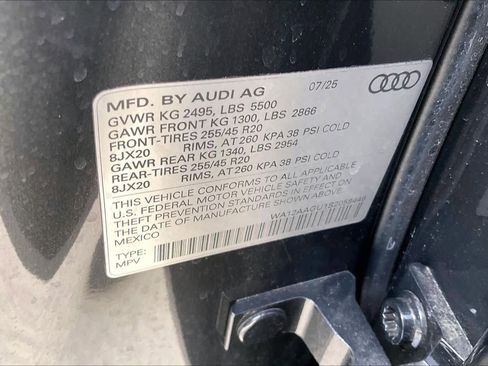 MFD. BY AUDI AG 07/25
GVWR KG 2495, LBS 5500
GAWR FRONT KG 1300, LBS 2866
FRONT-TIRES 255/45 R20
8JX20 RIMS, AT 260 KPA 38 PSI COLD
GAWR REAR KG 1340, LBS 2954
REAR-TIRES 255/45 R20
8JX20 RIMS, AT 260 KPA 38 PSI COLD
THIS VEHICLE CONFORMS TO ALL APPLICABLE
U.S. FEDERAL MOTOR VEHICLE SAFETY AND
THEFT PREVENTION STANDARDS IN EFFECT ON
THE DATE OF MANUFACTURE SHOWN ABOVE.
MEXICO
TYPE:
MPV